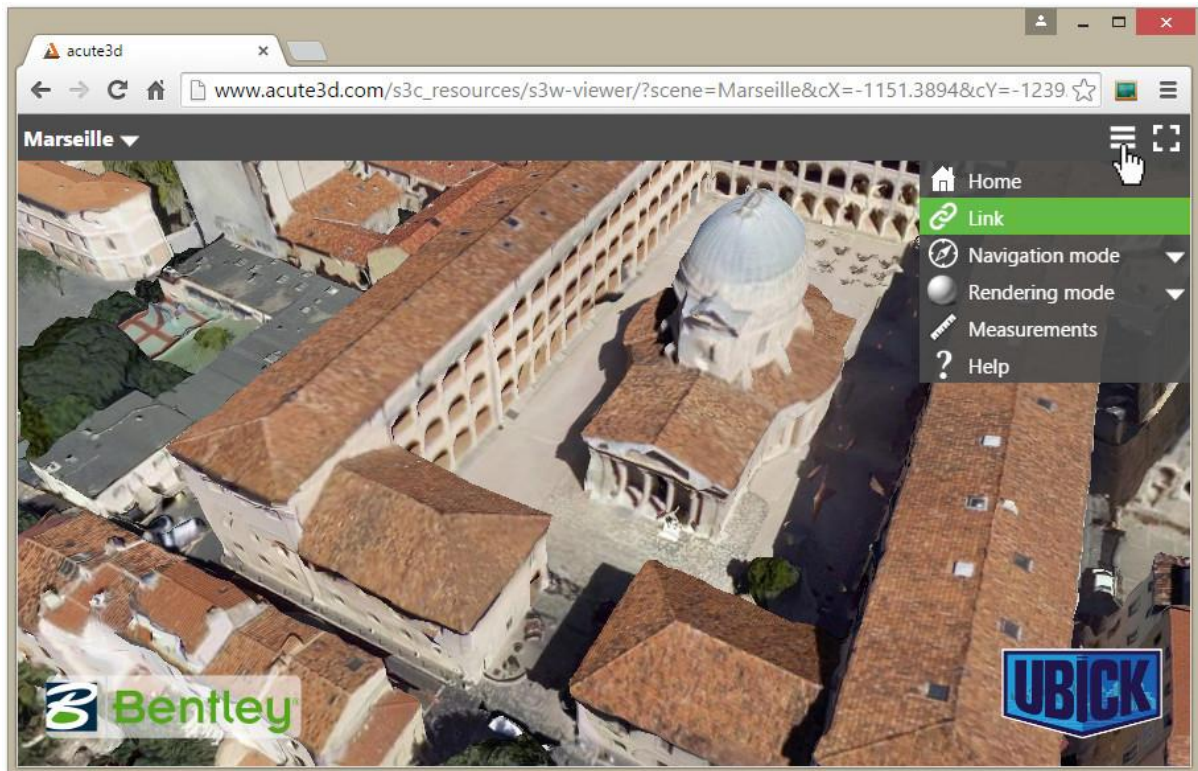 acute3d
www.acute3d.com/s3c_resources/s3w-viewer/?scene=Marseille&cX=-1151.3894&cY=-1239.
Marseille
Home
Link
Navigation mode
Rendering mode
Measurements
? Help
Bentley
UBICK